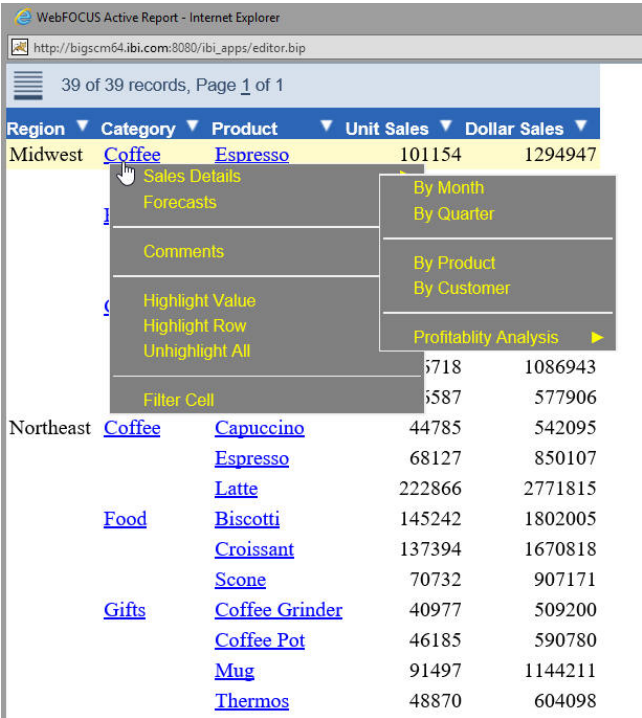 WebFOCUS Active Report - Internet Explorer
http://bigscm64.ibi.com:8080/ibi_apps/editor.bip
39 of 39 records, Page 1 of 1
Region Category Product Unit Sales Dollar Sales
Midwest Coffee Espresso 101154 1294947
Sales Details
Forecasts
Comments
Highlight Value
Highlight Row
Unhighlight All
Filter Cell
By Month
By Quarter
By Product
By Customer
Profitablity Analysis
5718 1086943
5587 577906
Northeast Coffee Capuccino 44785 542095
Espresso 68127 850107
Latte 222866 2771815
Food Biscotti 145242 1802005
Croissant 137394 1670818
Scone 70732 907171
Gifts Coffee Grinder 40977 509200
Coffee Pot 46185 590780
Mug 91497 1144211
Thermos 48870 604098